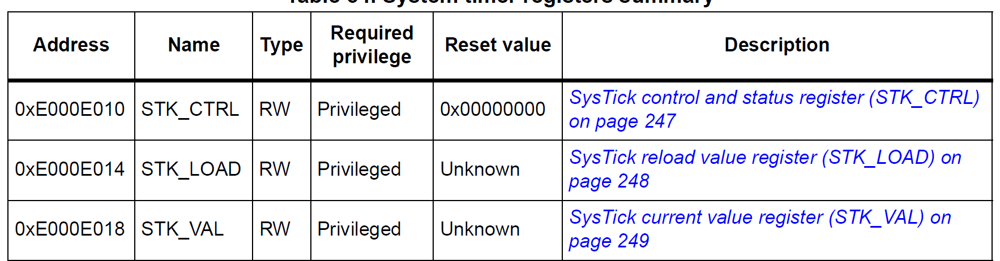 System timer registers summary
Address Name Type Required privilege Reset value Description
0xE000E010 STK_CTRL RW Privileged 0x00000000 SysTick control and status register (STK_CTRL)
on page 247
0xE000E014 STK_LOAD RW Privileged Unknown SysTick reload value register (STK_LOAD) on
page 248
0xE000E018 STK_VAL RW Privileged Unknown SysTick current value register (STK_VAL) on
page 249